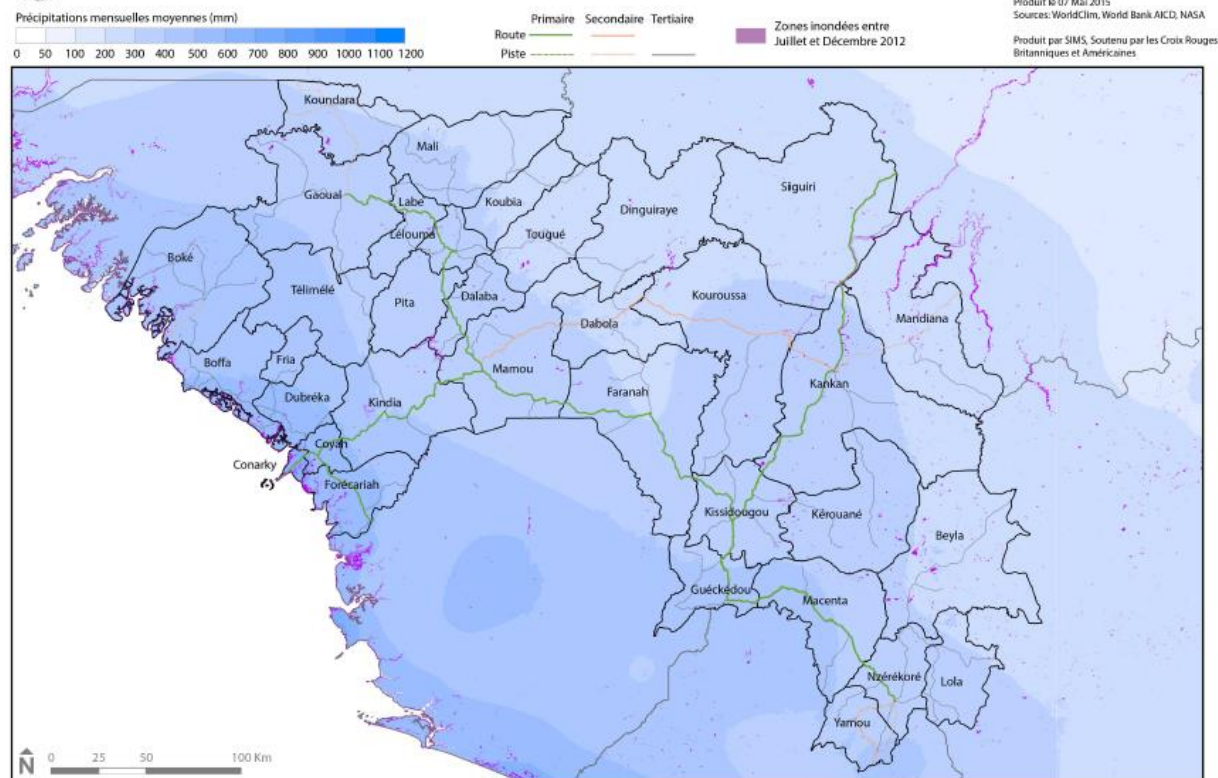 Produit le 07 Mai 2015
Précipitations mensuelles moyennes (mm)
Sources: WorldClim, World Bank AICD, NASA
Primaire Secondaire Tertiaire
Route
Piste
Zones inondées entre
Juillet et Décembre 2012
Produit par SIMS, Soutenu par les Croix Rouges
Britanniques et Américaines
0 50 100 200 300 400 500 600 700 800 900 1000 1100 1200
Koundara
Mali
Siguiri
Gaoual
Labé
Koubia
Dinguiraye
Lélouma
Tougué
Boké
Télimélé
Pita
Dalaba
Kouroussa
Mandiana
Dabola
Boffa
Fria
Mamou
Kankan
Dubréka
Kindia
Faranah
Coyah
Conarky
Forécariah
Kissidougou
Kérouané
Beyla
Guéckédou
Macenta
Nzérékoré
Lola
Yamou
N
0 25 50 100 Km